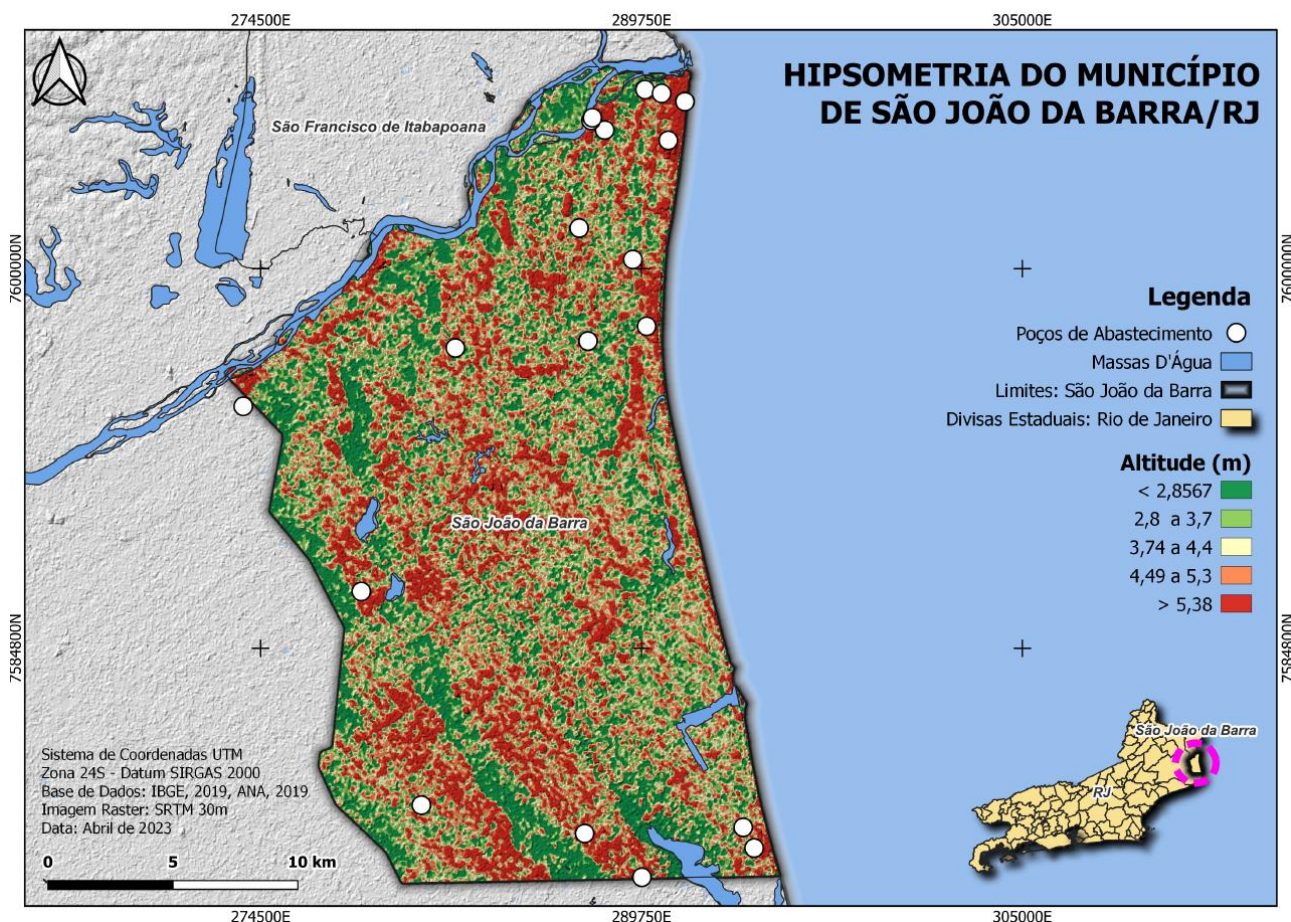 274500E
289750E
305000E
HIPSOMETRIA DO MUNICÍPIO
DE SÃO JOÃO DA BARRA/RJ
São Francisco de Itabapoana
7600000N
7600000N
Legenda
Poços de Abastecimento
Massas D'Água
Limites: São João da Barra
Divisas Estaduais: Rio de Janeiro
Altitude (m)
< 2,8567
2,8 a 3,7
3,74 a 4,4
4,49 a 5,3
> 5,38
São João da Barra
7584800N
7584800N
São João da Barra
RJ
Sistema de Coordenadas UTM
Zona 24S - Datum SIRGAS 2000
Base de Dados: IBGE, 2019, ANA, 2019
Imagem Raster: SRTM 30m
Data: Abril de 2023
0 5 10 km
274500E
289750E
305000E